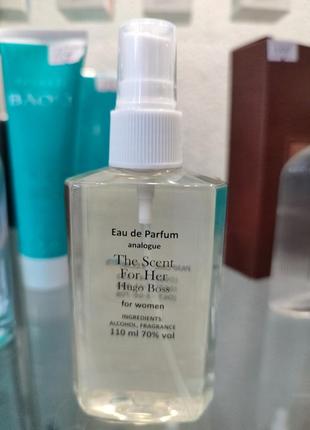 Eau de Parfum
analogue
The Scent
For Her
Hugo Boss
for women
INGREDIENTS:
ALCOHOL, FRAGRANCE
110 ml 70% vol